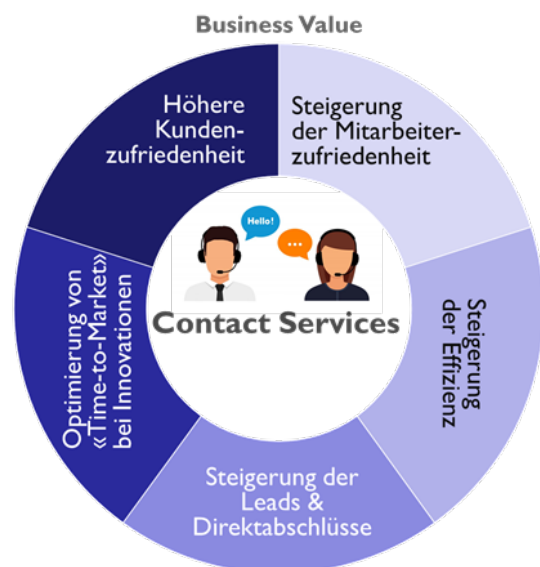 Business Value
Höhere
Kunden-
zufriedenheit
Steigerung
der Mitarbeiter-
zufriedenheit
Hello!
...
Contact Services
Optimierung von
«Time-to-Market»
bei Innovationen
Steigerung
der Effizienz
Steigerung der
Leads &
Direktabschlüsse